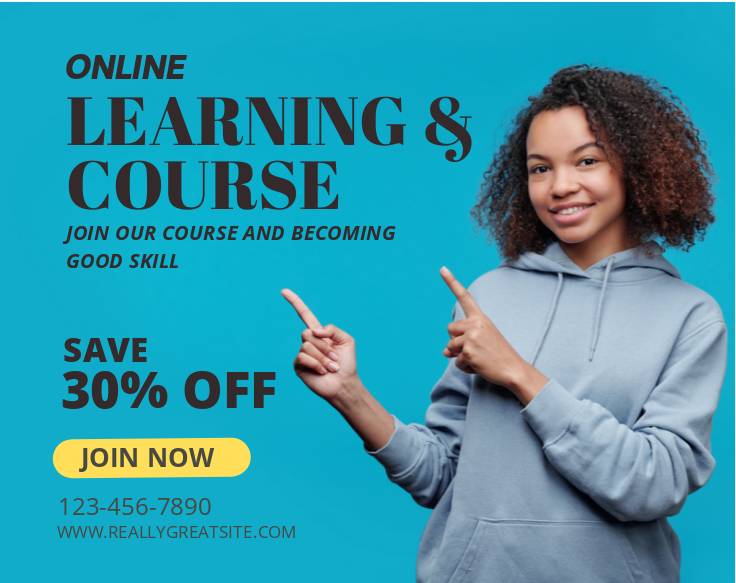 ONLINE
LEARNING &
COURSE
JOIN OUR COURSE AND BECOMING
GOOD SKILL
SAVE
30% OFF
JOIN NOW
123-456-7890
WWW.REALLYGREATSITE.COM